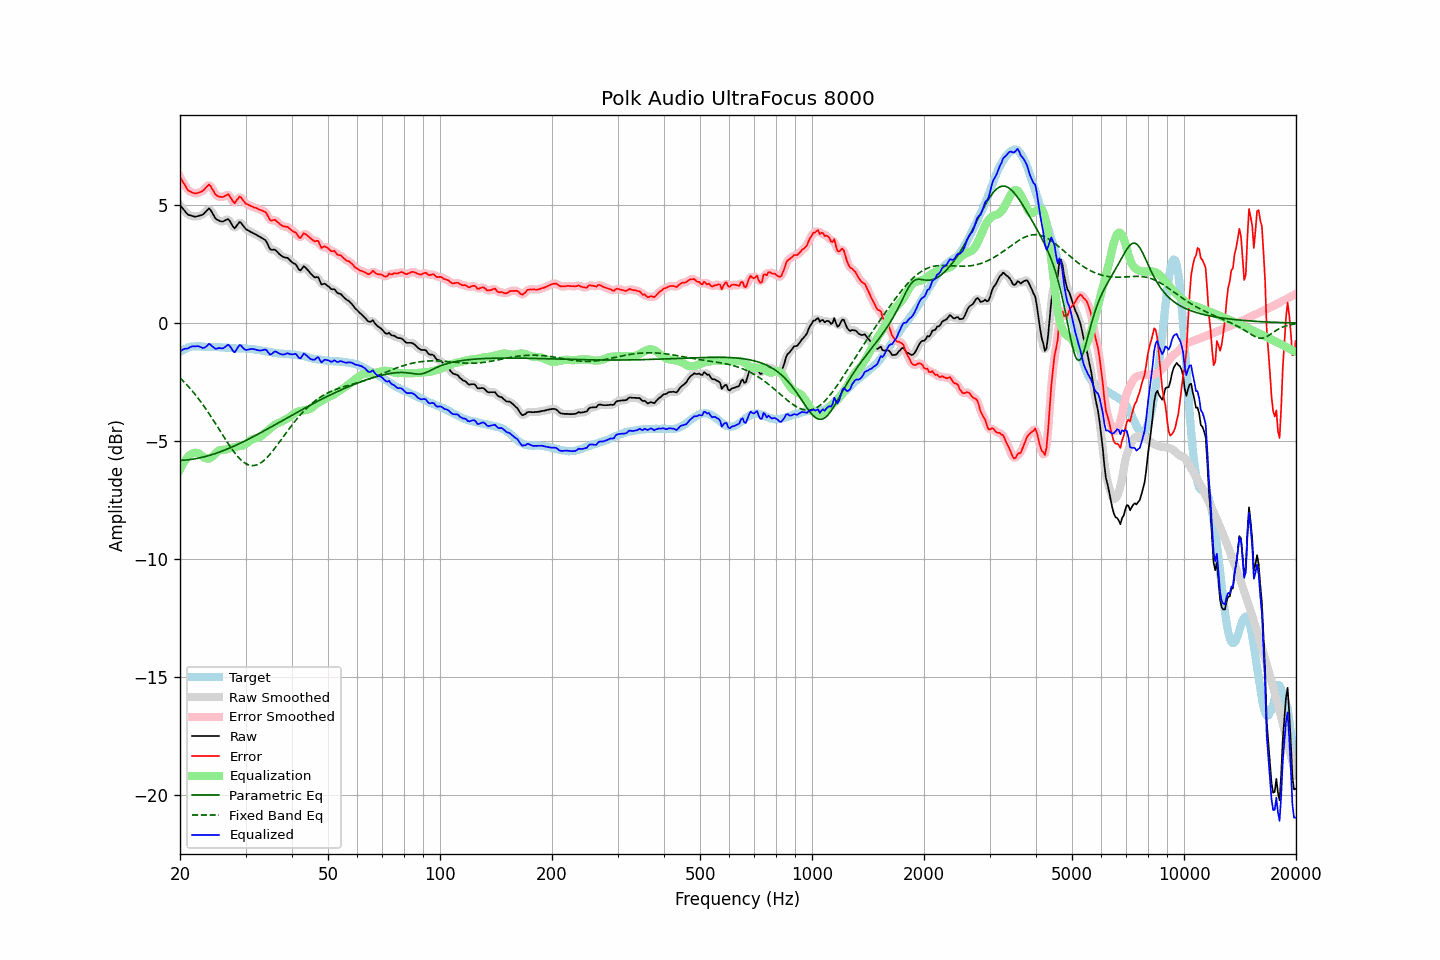 Polk Audio UltraFocus 8000
Amplitude (dBr)
5
0
−5
−10
−15
−20
Target
Raw Smoothed
Error Smoothed
Raw
Error
Equalization
Parametric Eq
Fixed Band Eq
Equalized
20 50 100 200 500 1000 2000 5000 10000 20000
Frequency (Hz)